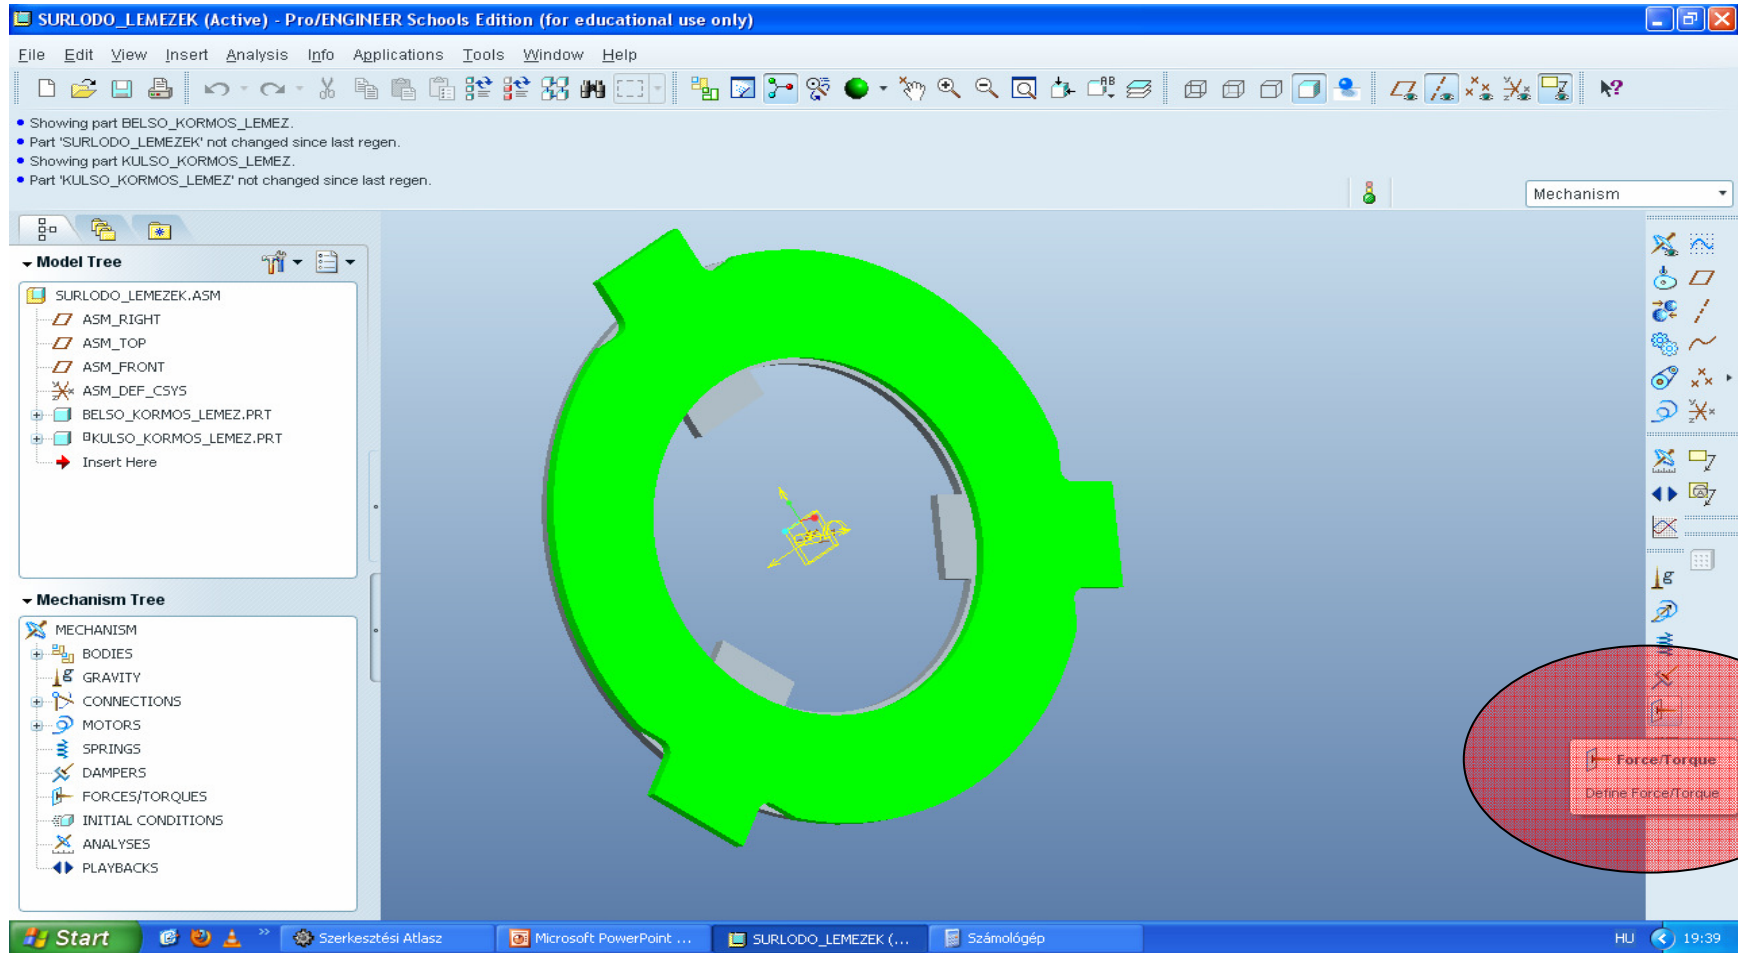 SURLODO_LEMEZEK (Active) - Pro/ENGINEER Schools Edition (for educational use only)
File Edit View Insert Analysis Info Applications Tools Window Help
Showing part BELSO_KORMOS_LEMEZ.
Part 'SURLODO_LEMEZEK' not changed since last regen.
Showing part KULSO_KORMOS_LEMEZ.
Part 'KULSO_KORMOS_LEMEZ' not changed since last regen.
Mechanism
Model Tree
SURLODO_LEMEZEK.ASM
ASM_RIGHT
ASM_TOP
ASM_FRONT
ASM_DEF_CSYS
BELSO_KORMOS_LEMEZ.PRT
KULSO_KORMOS_LEMEZ.PRT
Insert Here
Mechanism Tree
MECHANISM
BODIES
GRAVITY
CONNECTIONS
MOTORS
SPRINGS
DAMPERS
FORCES/TORQUES
INITIAL CONDITIONS
ANALYSES
PLAYBACKS
Force/Torque
Define Force/Torque
Start Szerkesztési Atlasz Microsoft PowerPoint ... SURLODO_LEMEZEK (... Számológép HU 19:39